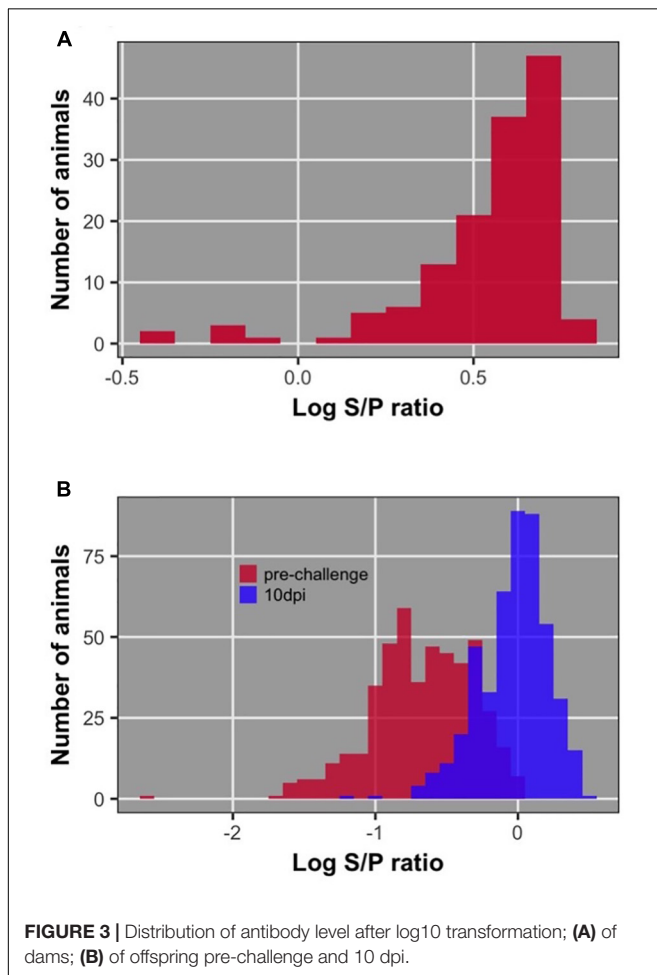 A
Number of animals
40
30
20
10
0
-0.5 0.0 0.5
Log S/P ratio
B
Number of animals
75
50
25
0
pre-challenge
10dpi
-2 -1 0
Log S/P ratio
FIGURE 3 | Distribution of antibody level after log10 transformation; (A) of
dams; (B) of offspring pre-challenge and 10 dpi.